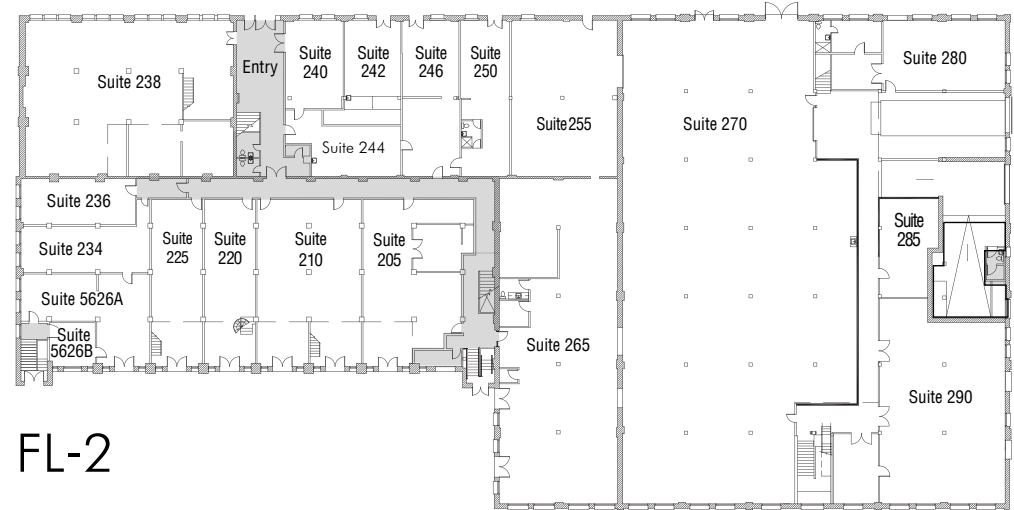 Suite 238
Entry
Suite
240
Suite
242
Suite
246
Suite
250
Suite 255
Suite 270
Suite 280
Suite 244
Suite 236
Suite 234
Suite
225
Suite
220
Suite
210
Suite
205
Suite
285
Suite 5626A
Suite
5626B
Suite 265
Suite 290
FL-2